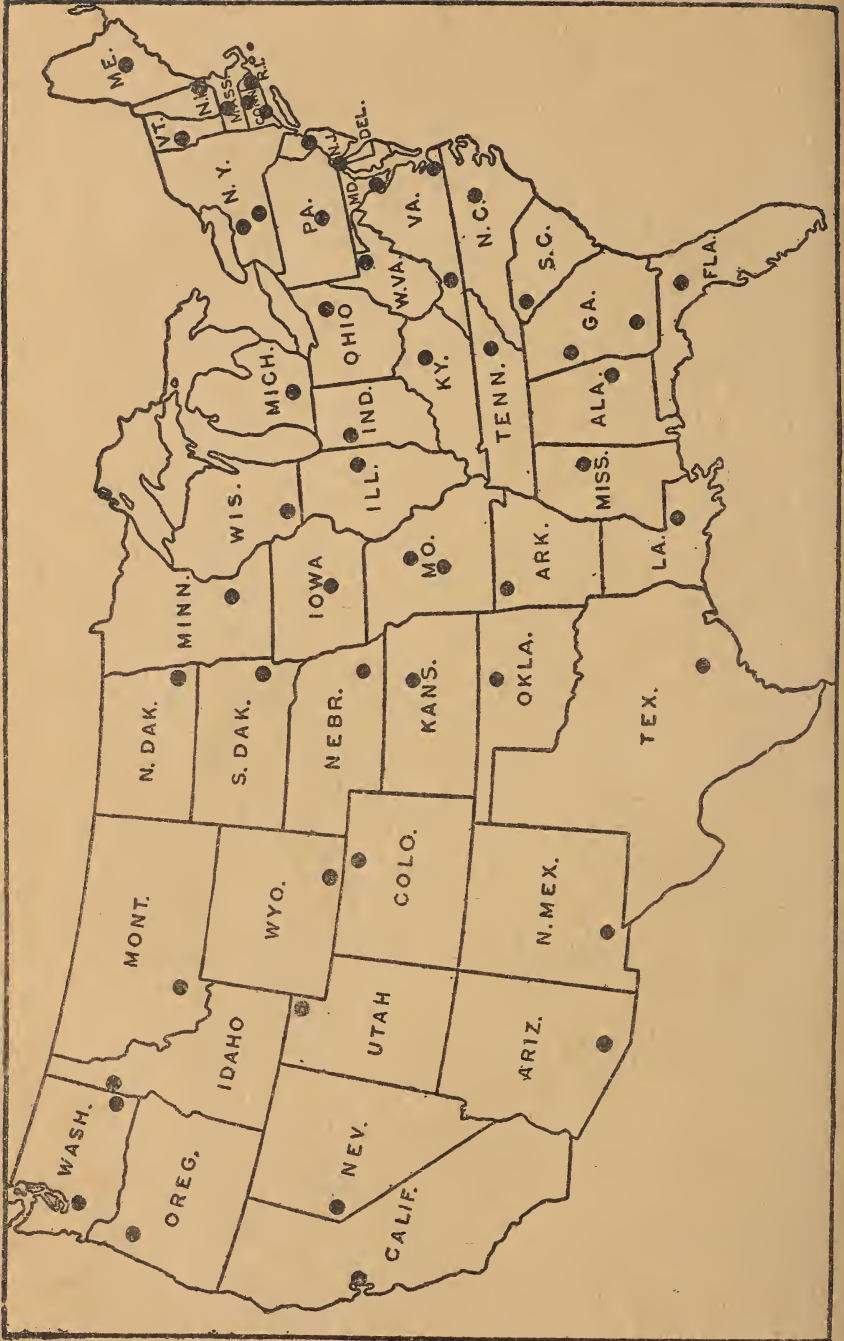 WASH.
OREG.
CALIF.
NEV.
IDAHO
MONT.
WYO.
UTAH
ARIZ.
COLO.
N.MEX.
N. DAK.
S. DAK.
NEBR.
KANS.
OKLA.
TEX.
MINN.
IOWA
MO.
ARK.
LA.
WIS.
ILL.
MISS.
MICH.
IND.
OHIO
KY.
TENN.
ALA.
GA.
FLA.
S.C.
N.C.
VA.
W.VA.
MD.
DEL.
PA.
N.J.
N.Y.
VT.
N.H.
MASS.
CONN.
R.I.
ME.